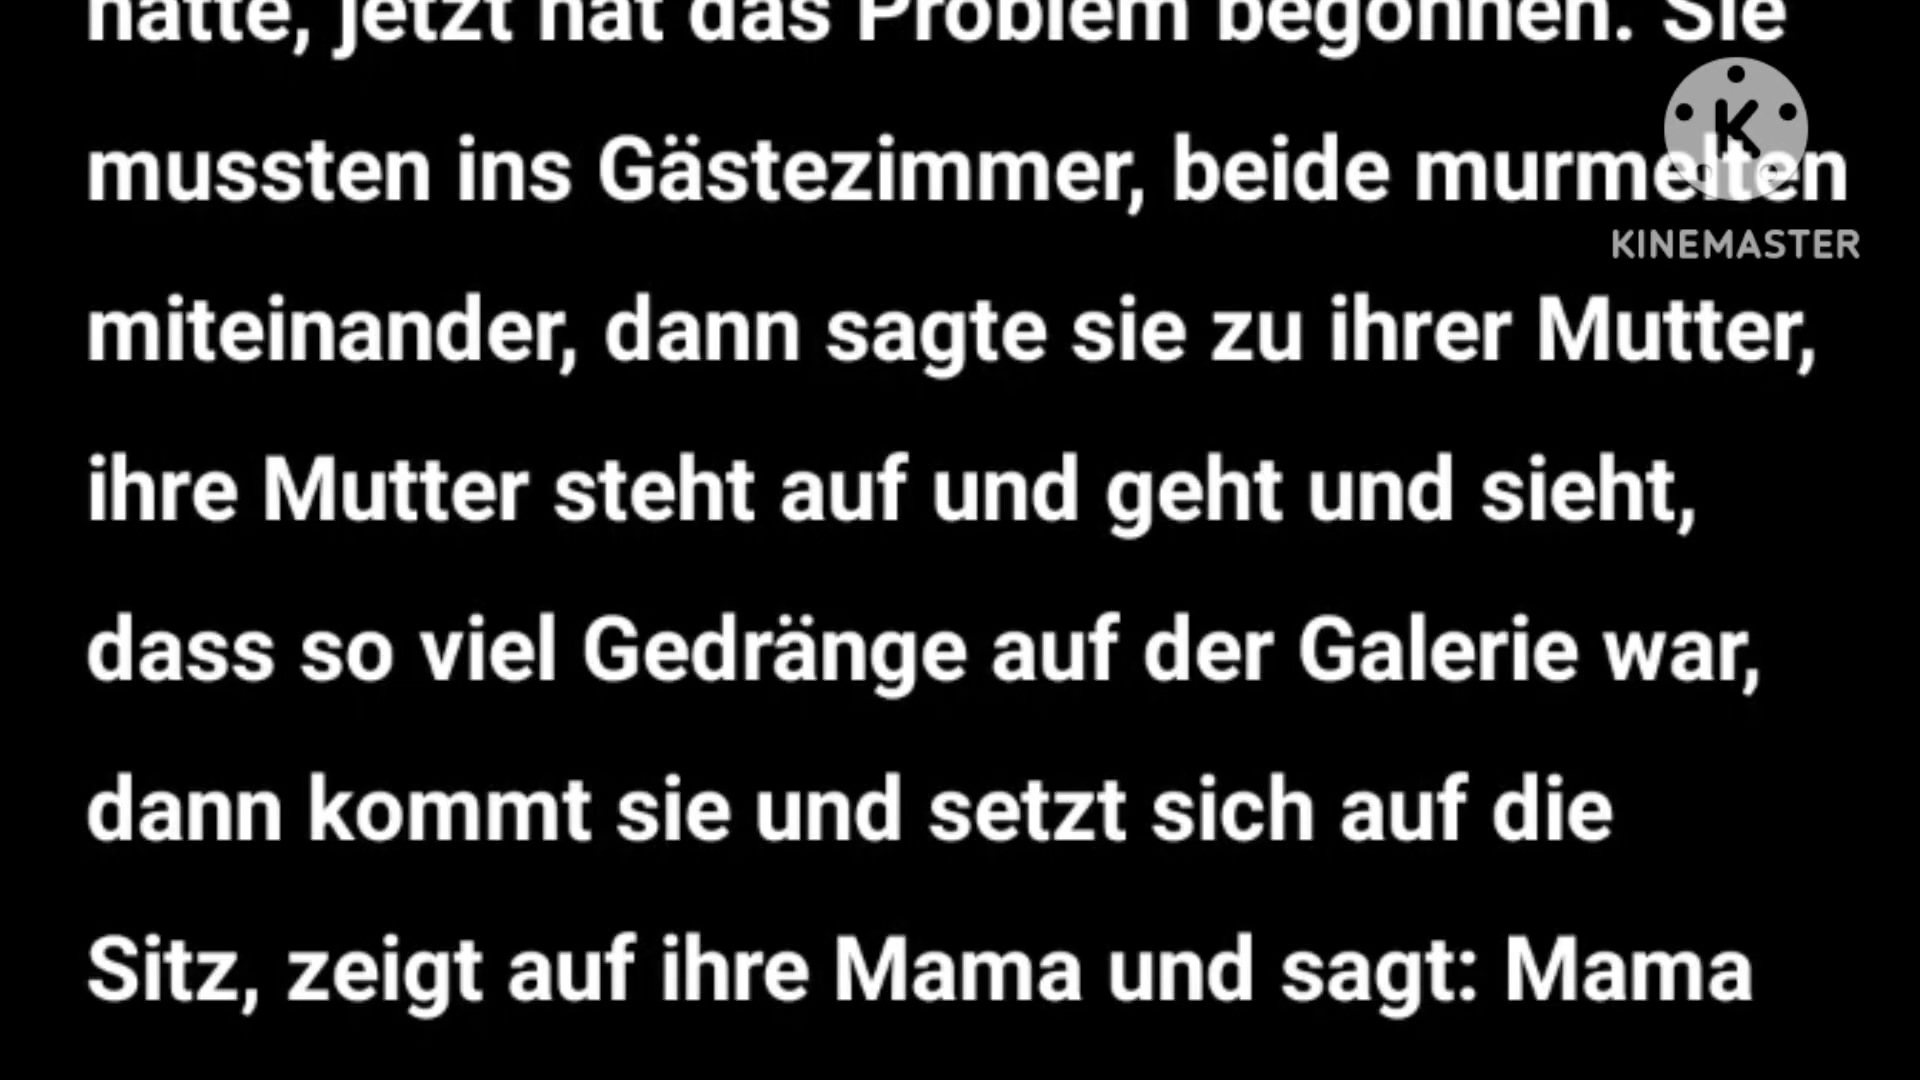 hatte, jetzt hat das Problem begonnen. Sie
mussten ins Gästezimmer, beide murmelten
KINEMASTER
miteinander, dann sagte sie zu ihrer Mutter,
ihre Mutter steht auf und geht und sieht,
dass so viel Gedränge auf der Galerie war,
dann kommt sie und setzt sich auf die
Sitz, zeigt auf ihre Mama und sagt: Mama